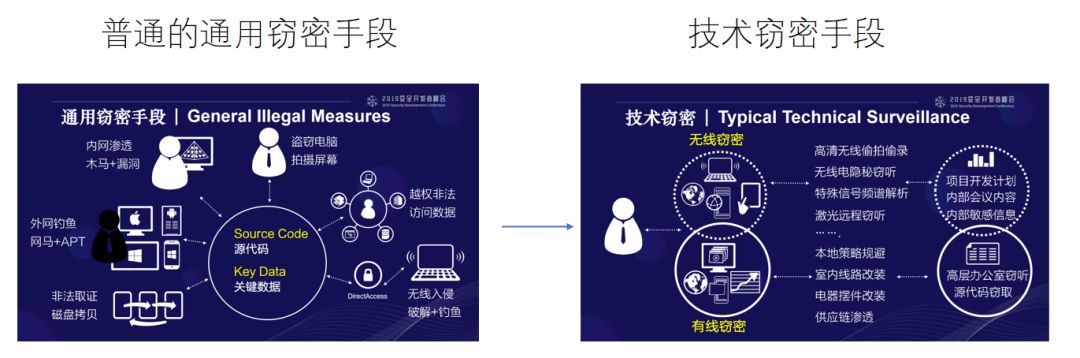 普通的通用窃密手段
技术窃密手段
2019安全开发者峰会
2019 Security Development Conference
通用窃密手段 | General Illegal Measures
内网渗透
木马+漏洞
盗窃电脑
拍摄屏幕
越权非法
访问数据
外网钓鱼
网马+APT
Source Code
源代码
Key Data
关键数据
非法取证
磁盘拷贝
DirectAccess
无线入侵
破解+钓鱼
2019安全开发者峰会
2019 Security Development Conference
技术窃密 | Typical Technical Surveillance
无线窃密
高清无线偷拍偷录
无线电隐秘窃听
特殊信号频谱解析
激光远程窃听
… …
项目开发计划
内部会议内容
内部敏感信息
本地策略规避
室内线路改装
电器摆件改装
供应链渗透
高层办公室窃听
源代码窃取
有线窃密